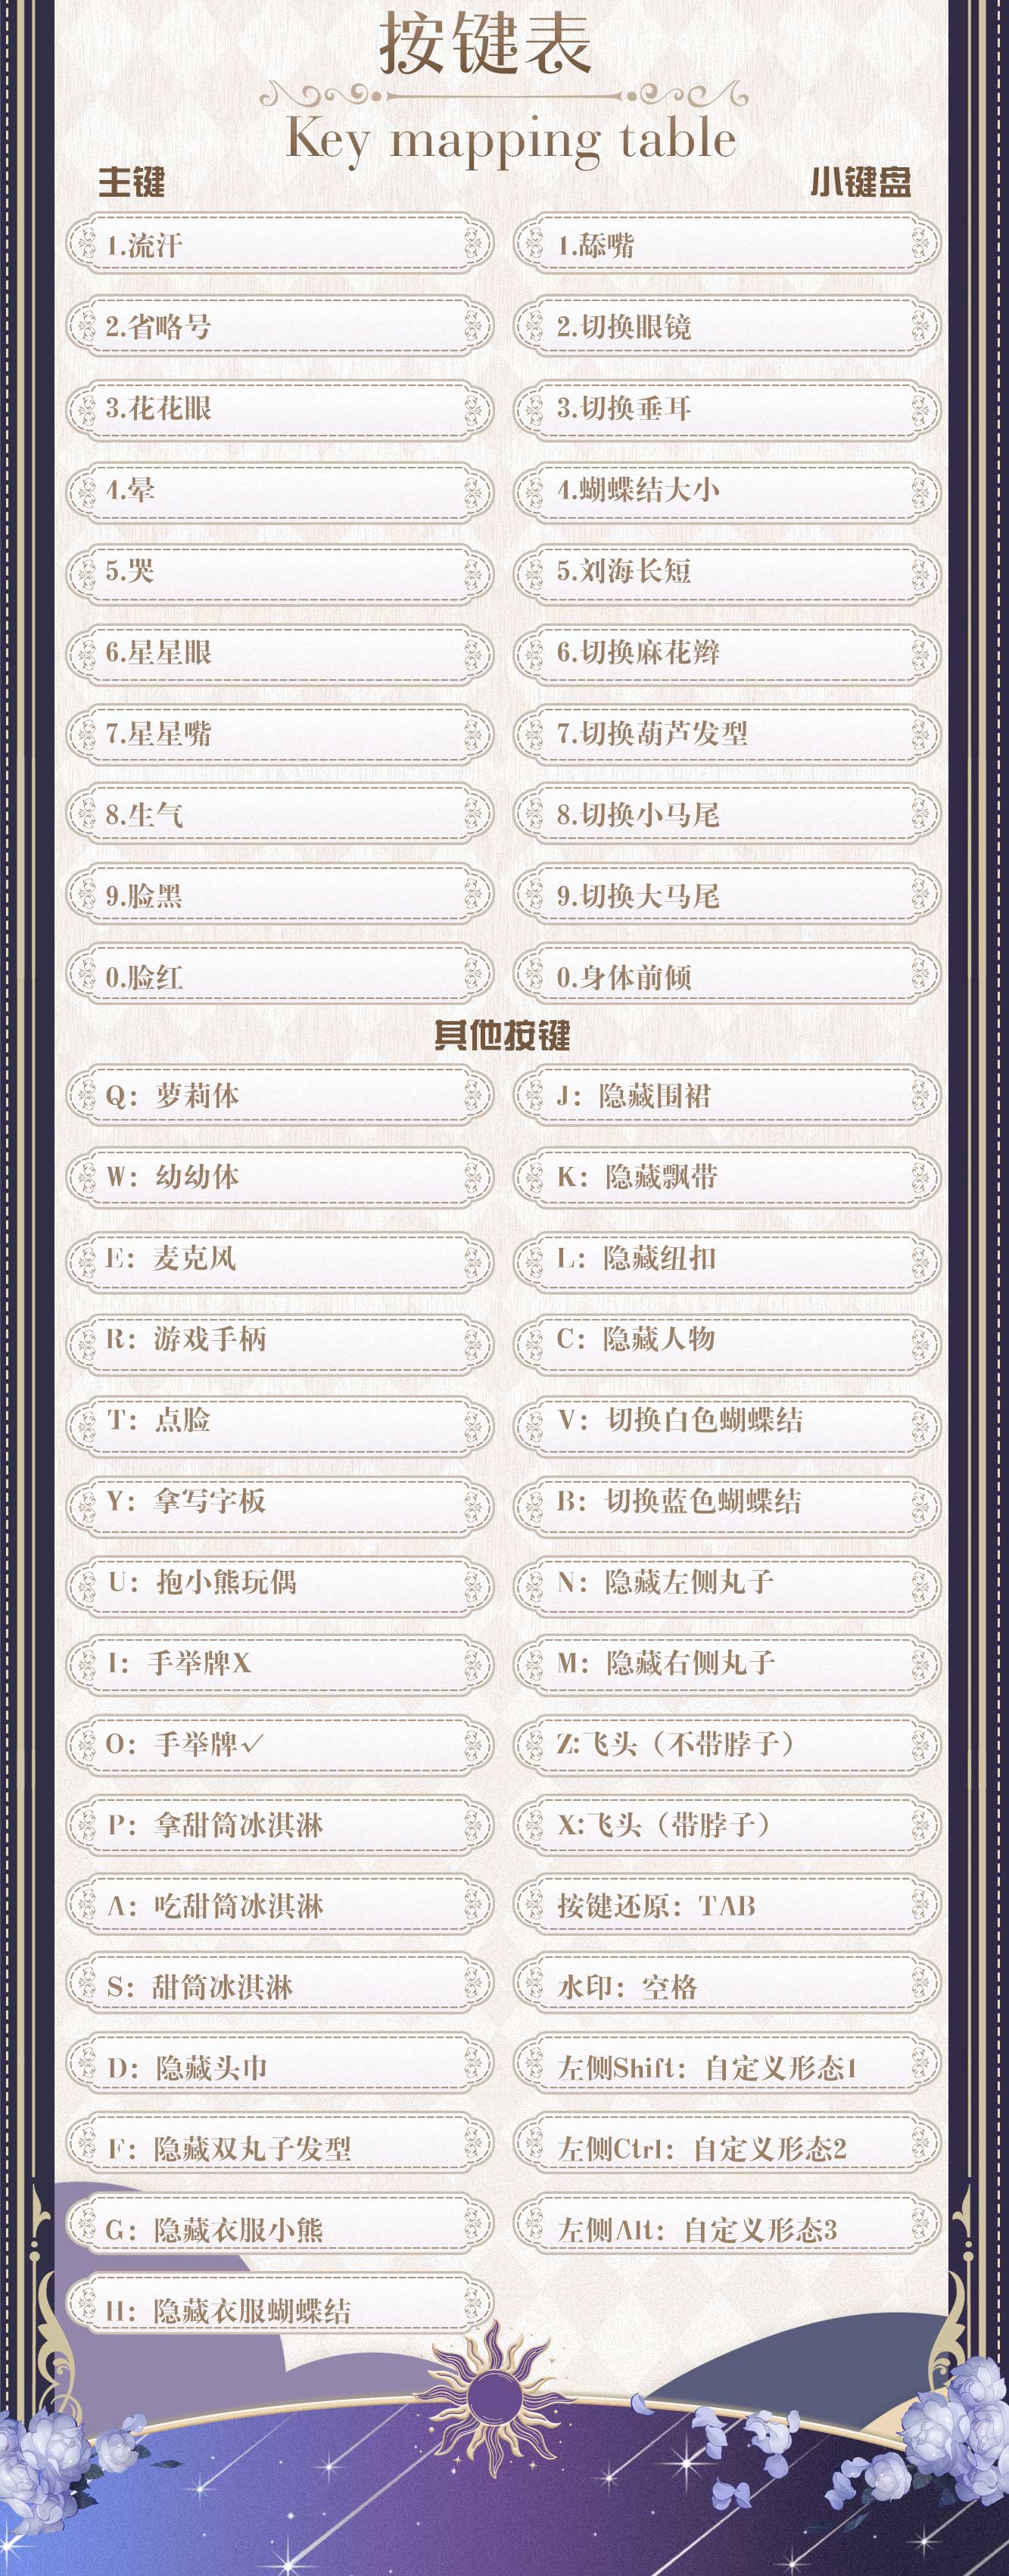 按键表
Key mapping table
主键
小键盘
1.流汗
1.舔嘴
2.省略号
2.切换眼镜
3.花花眼
3.切换垂耳
4.晕
4.蝴蝶结大小
5.哭
5.刘海长短
6.星星眼
6.切换麻花辫
7.星星嘴
7.切换葫芦发型
8.生气
8.切换小马尾
9.脸黑
9.切换大马尾
0.脸红
0.身体前倾
其他按键
Q：萝莉体
J：隐藏围裙
W：幼幼体
K：隐藏飘带
E：麦克风
L：隐藏纽扣
R：游戏手柄
C：隐藏人物
T：点脸
V：切换白色蝴蝶结
Y：拿写字板
B：切换蓝色蝴蝶结
U：抱小熊玩偶
N：隐藏左侧丸子
I：手举牌X
M：隐藏右侧丸子
O：手举牌✓
Z:飞头（不带脖子）
P：拿甜筒冰淇淋
X:飞头（带脖子）
A：吃甜筒冰淇淋
按键还原：TAB
S：甜筒冰淇淋
水印：空格
D：隐藏头巾
左侧Shift：自定义形态1
F：隐藏双丸子发型
左侧Ctrl：自定义形态2
G：隐藏衣服小熊
左侧Alt：自定义形态3
H：隐藏衣服蝴蝶结